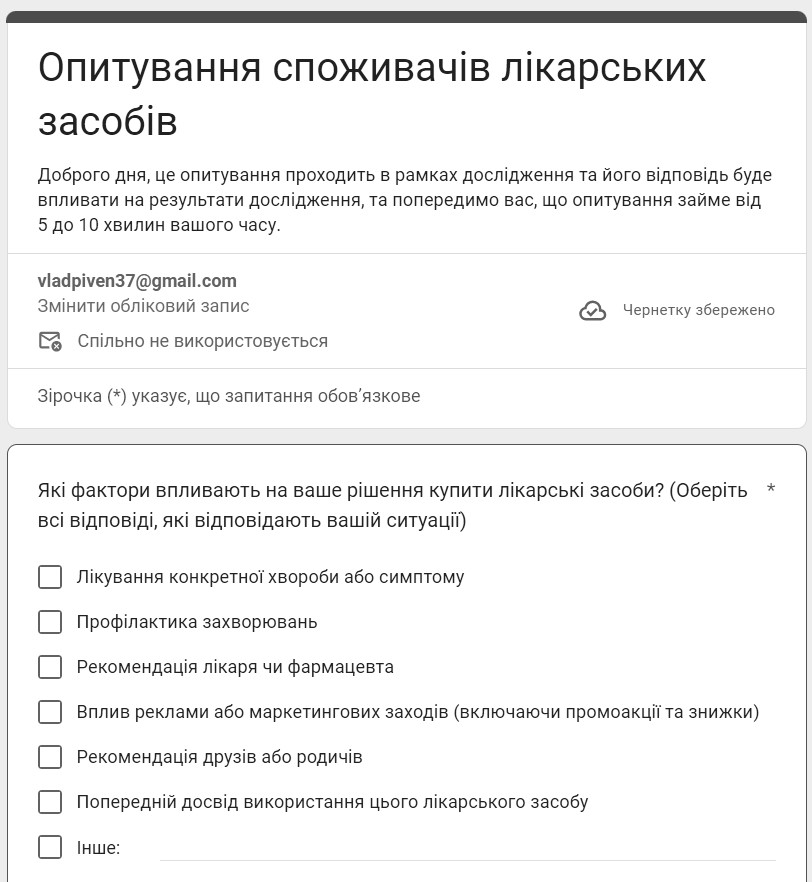 Опитування споживачів лікарських
засобів
Доброго дня, це опитування проходить в рамках дослідження та його відповідь буде
впливати на результати дослідження, та попередимо вас, що опитування займе від
5 до 10 хвилин вашого часу.
vladpiven37@gmail.com
Змінити обліковий запис
Чернетку збережено
Спільно не використовується
Зірочка (*) указує, що запитання обов’язкове
Які фактори впливають на ваше рішення купити лікарські засоби? (Оберіть *
всі відповіді, які відповідають вашій ситуації)
Лікування конкретної хвороби або симптому
Профілактика захворювань
Рекомендація лікаря чи фармацевта
Вплив реклами або маркетингових заходів (включаючи промоакції та знижки)
Рекомендація друзів або родичів
Попередній досвід використання цього лікарського засобу
Інше: